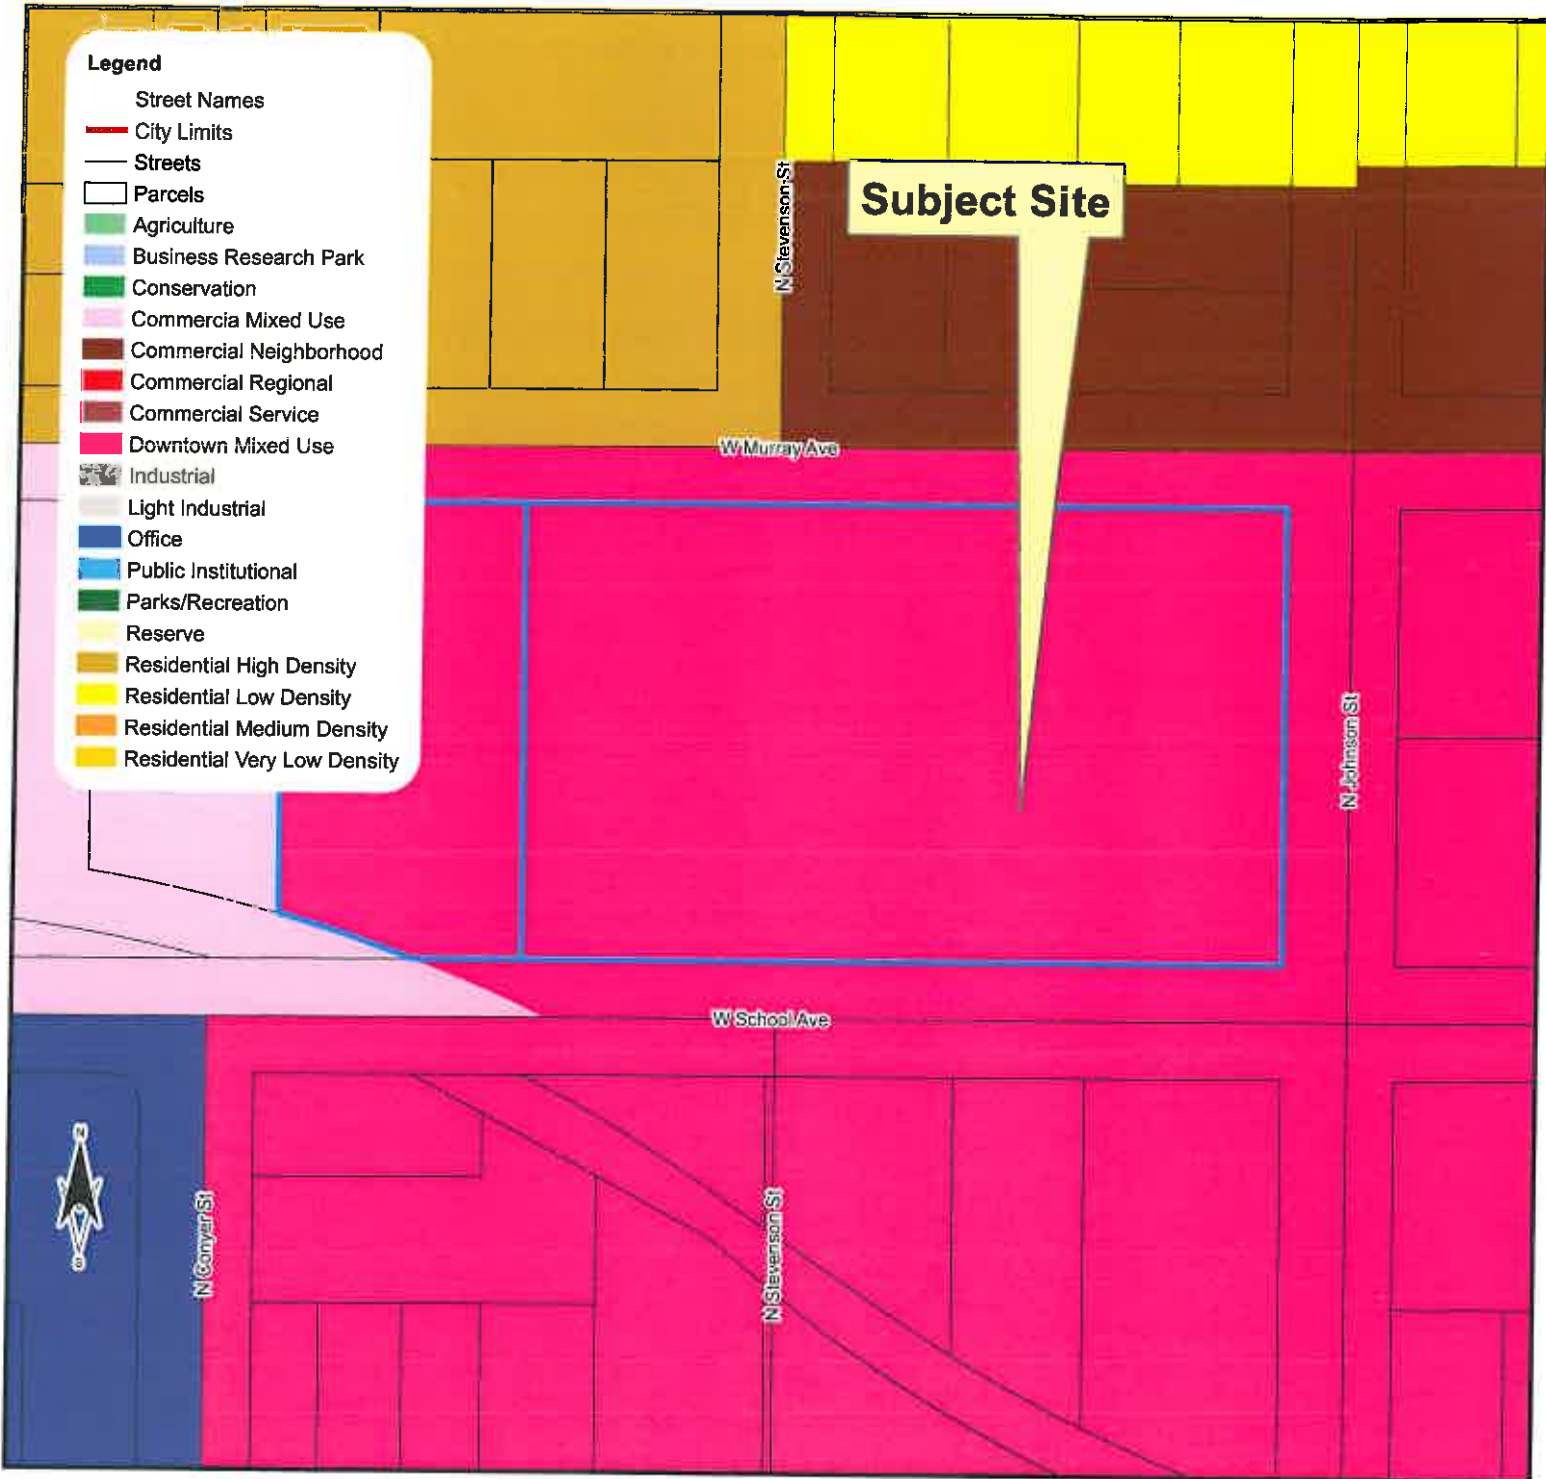 Legend
Street Names
City Limits
Streets
Parcels
Agriculture
Business Research Park
Conservation
Commercia Mixed Use
Commercial Neighborhood
Commercial Regional
Commercial Service
Downtown Mixed Use
Industrial
Light Industrial
Office
Public Institutional
Parks/Recreation
Reserve
Residential High Density
Residential Low Density
Residential Medium Density
Residential Very Low Density
Subject Site
N Stevenson St
W Murray Ave
N Johnson St
W School Ave
N Conyer St
N Stevenson St
N
S